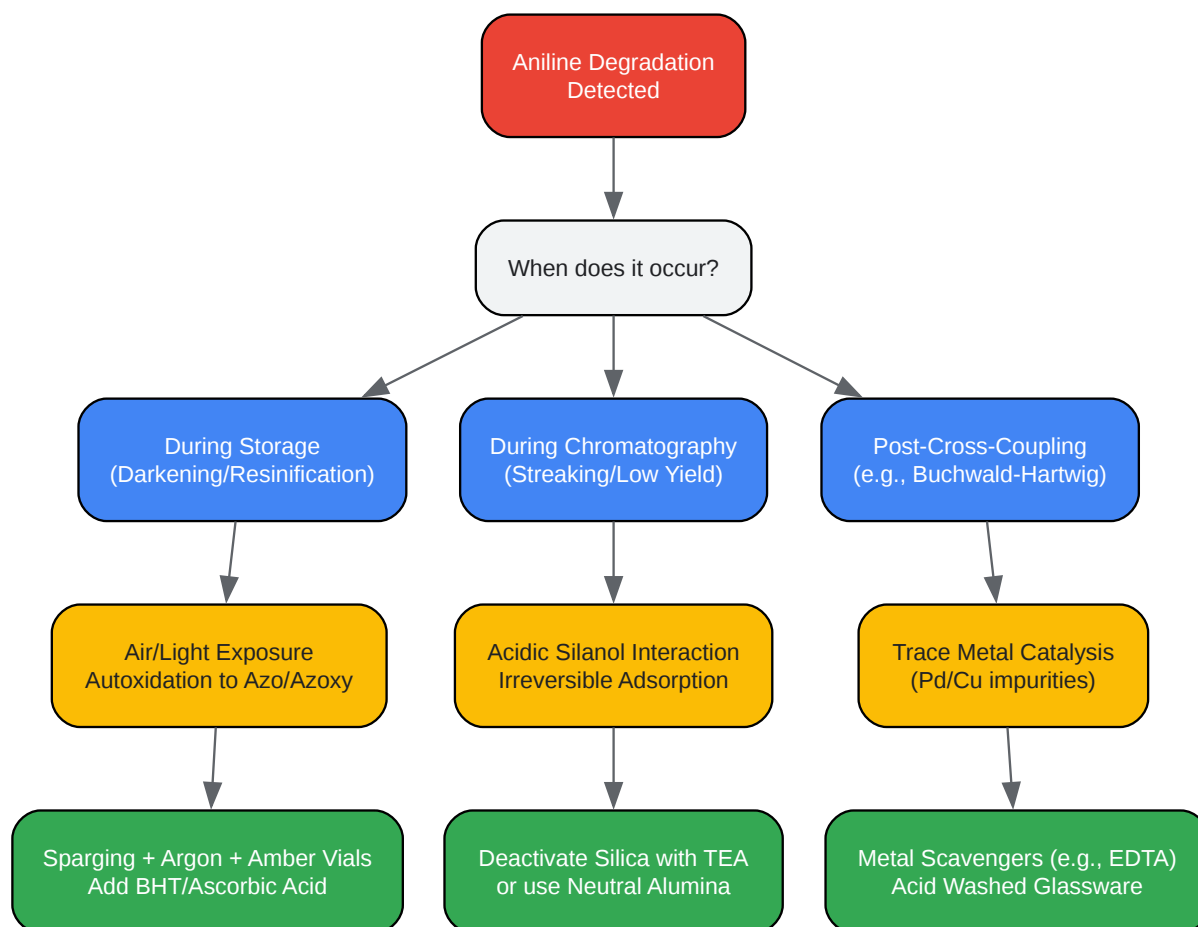 Aniline Degradation
Detected
When does it occur?
During Storage
(Darkening/Resinification)
During Chromatography
(Streaking/Low Yield)
Post-Cross-Coupling
(e.g., Buchwald-Hartwig)
Air/Light Exposure
Autoxidation to Azo/Azoxy
Acidic Silanol Interaction
Irreversible Adsorption
Trace Metal Catalysis
(Pd/Cu impurities)
Sparging + Argon + Amber Vials
Add BHT/Ascorbic Acid
Deactivate Silica with TEA
or use Neutral Alumina
Metal Scavengers (e.g., EDTA)
Acid Washed Glassware